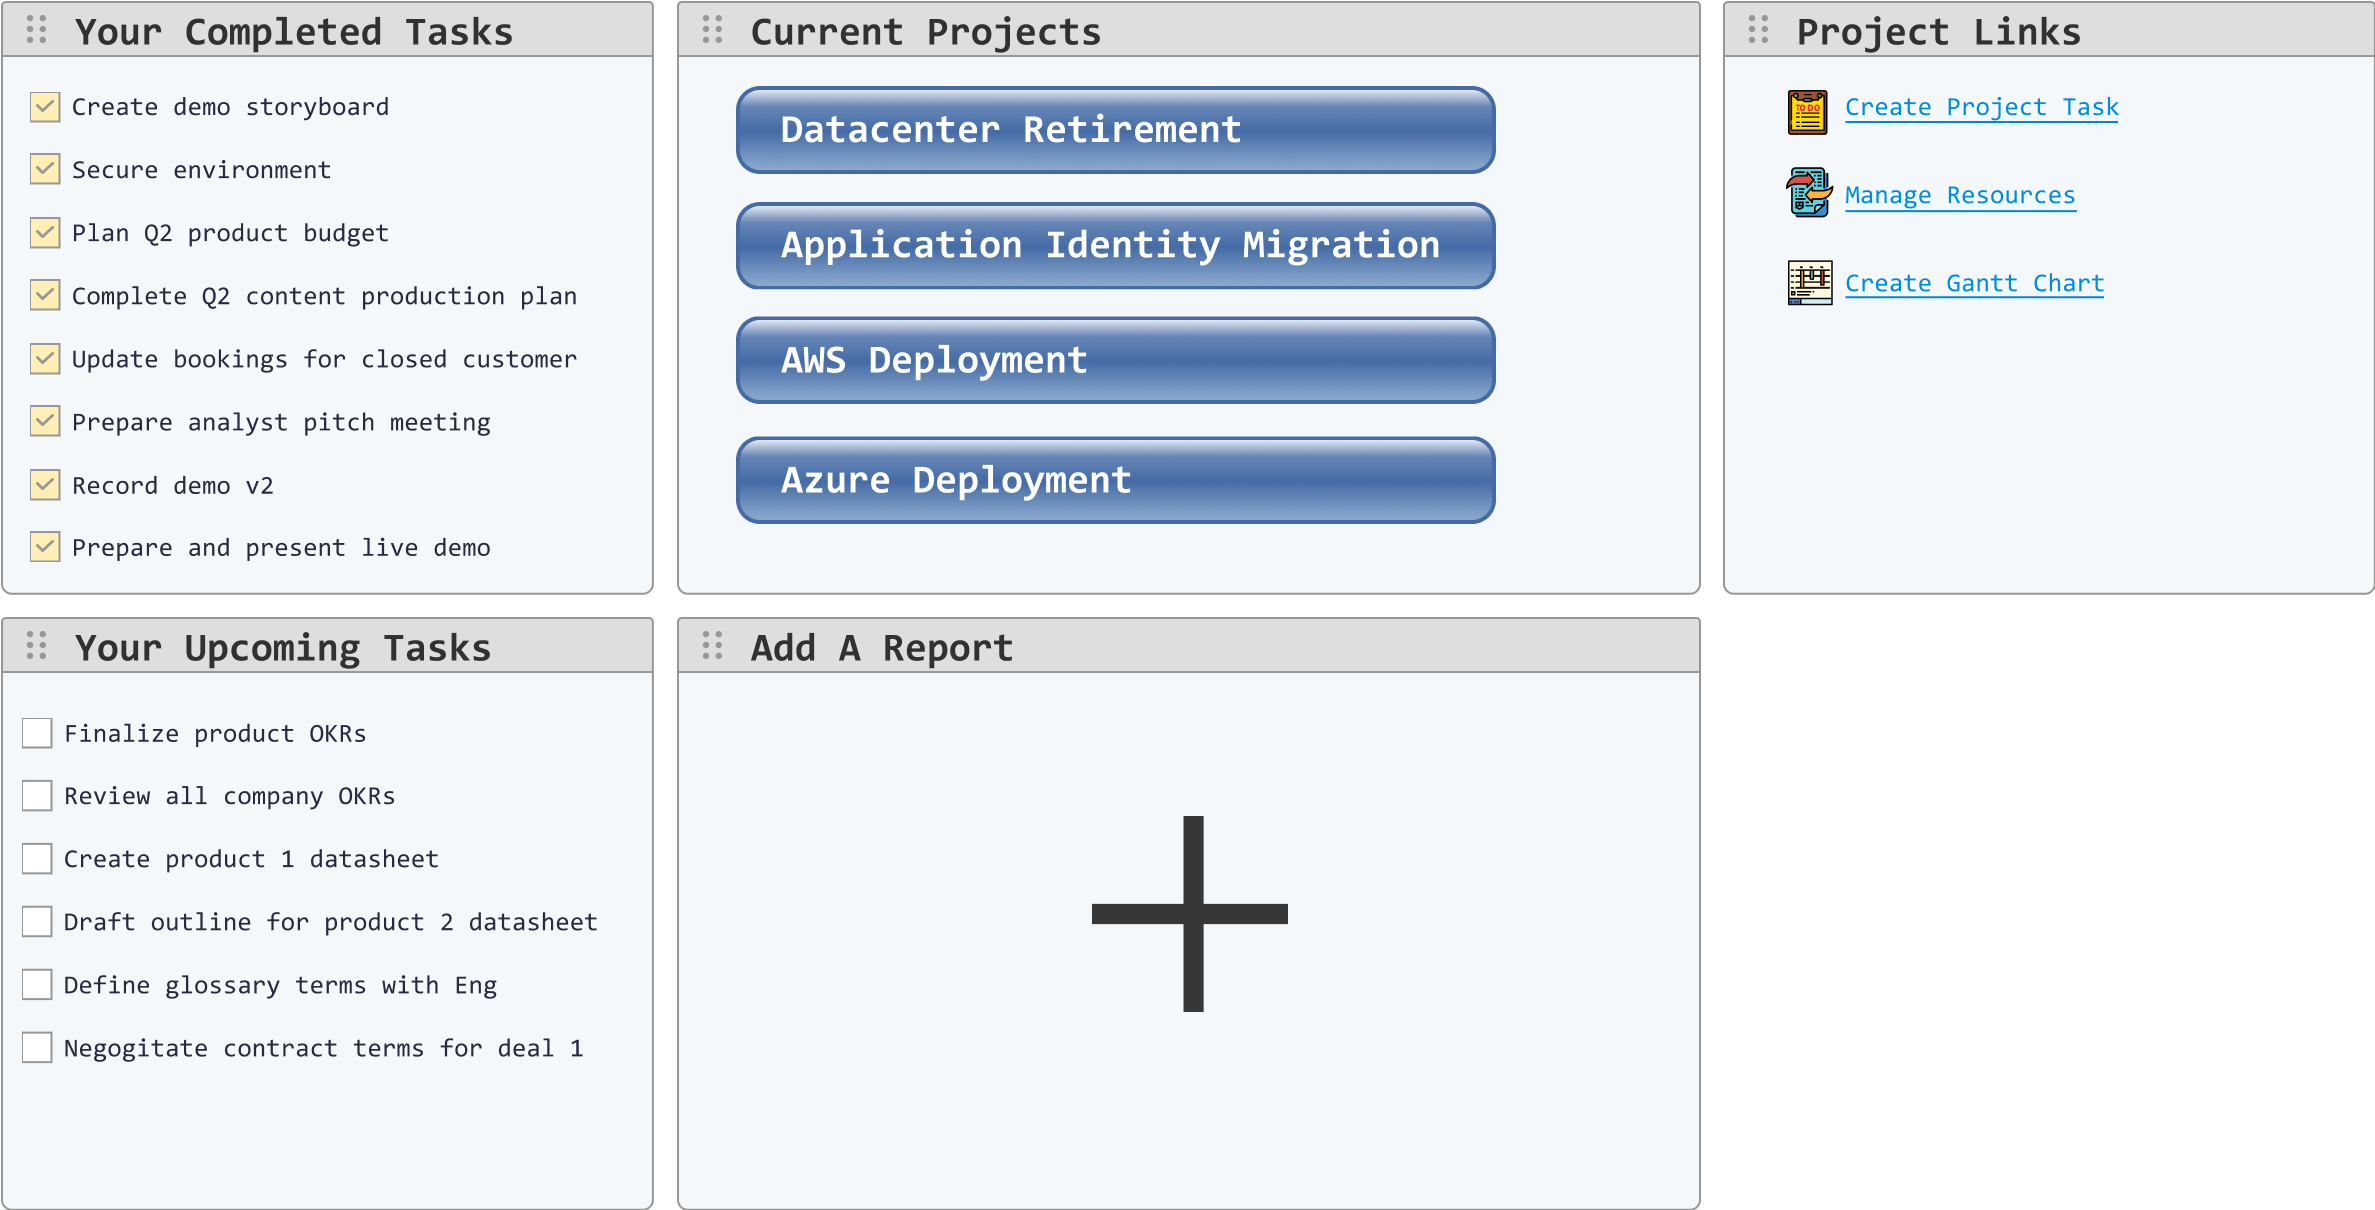 Your Completed Tasks
Create demo storyboard
Secure environment
Plan Q2 product budget
Complete Q2 content production plan
Update bookings for closed customer
Prepare analyst pitch meeting
Record demo v2
Prepare and present live demo
Current Projects
Datacenter Retirement
Application Identity Migration
AWS Deployment
Azure Deployment
Project Links
TO DO
Create Project Task
Manage Resources
Create Gantt Chart
Your Upcoming Tasks
Finalize product OKRs
Review all company OKRs
Create product 1 datasheet
Draft outline for product 2 datasheet
Define glossary terms with Eng
Negogitate contract terms for deal 1
Add A Report